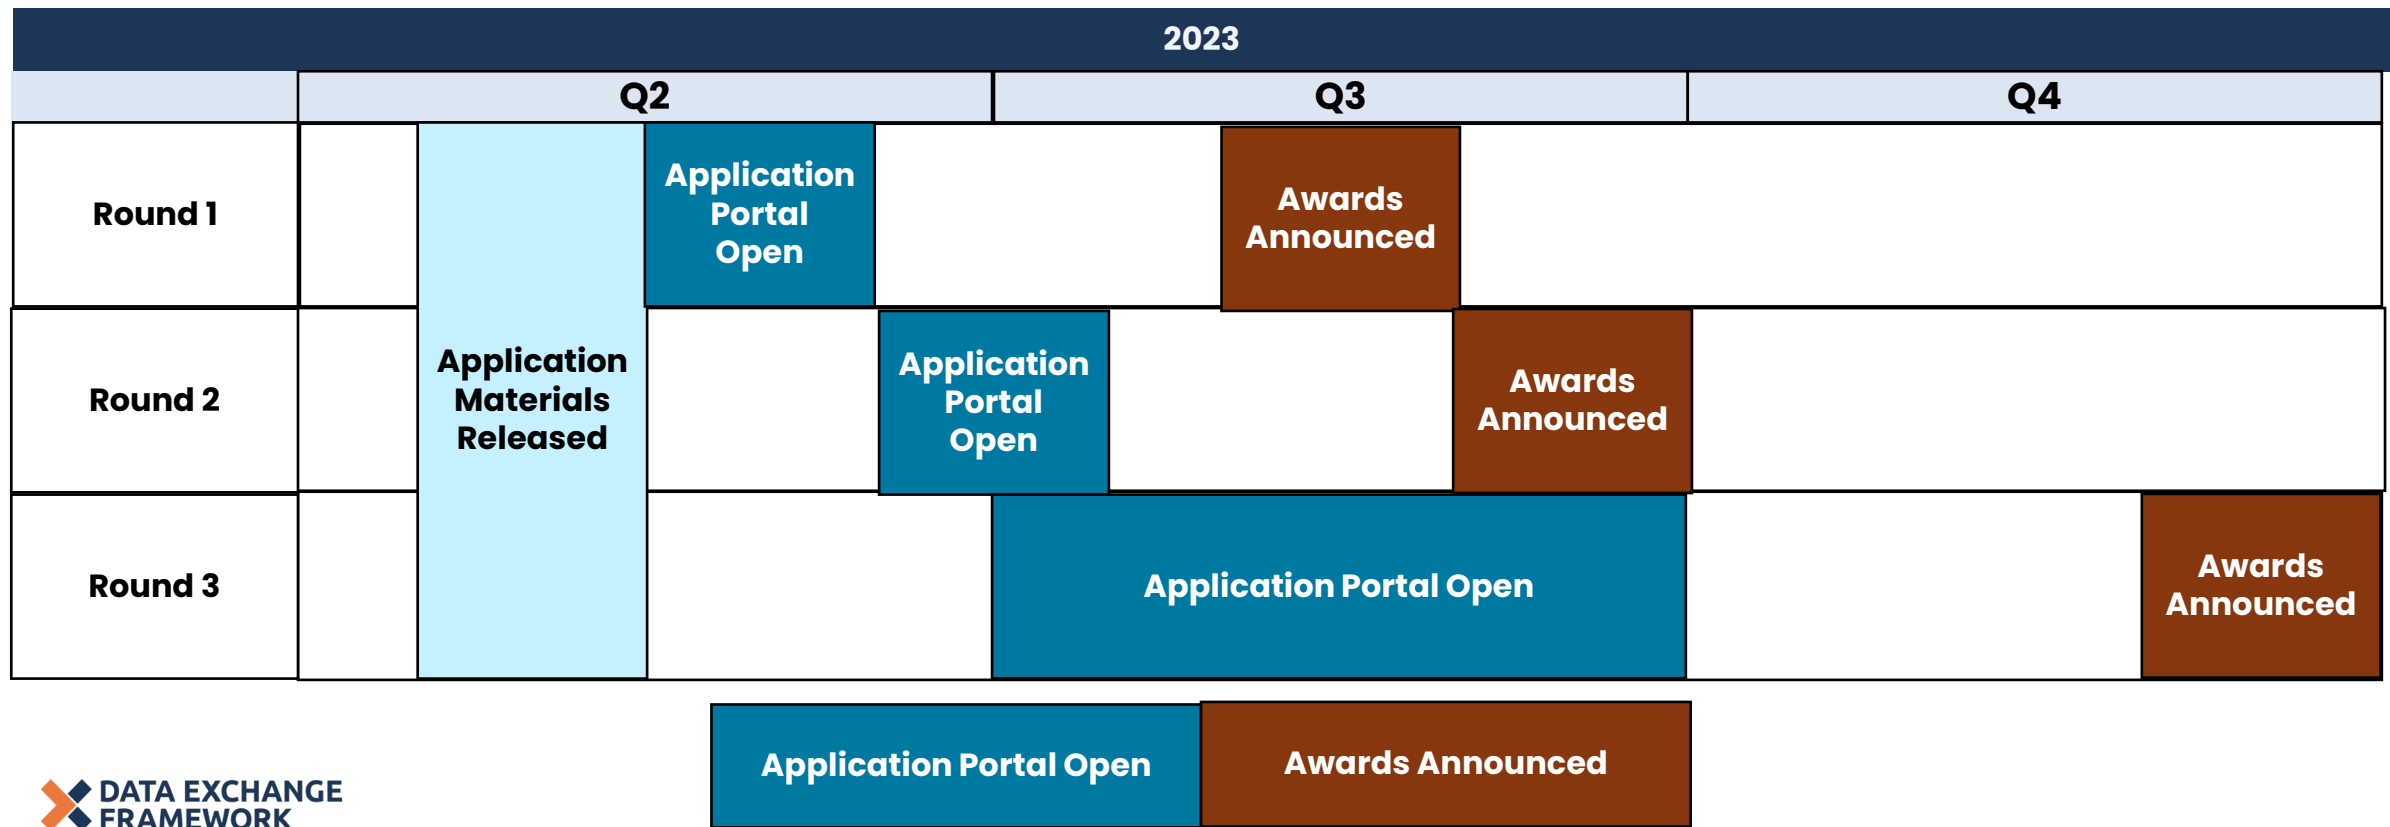 2023
Q2
Q3
Q4
Round 1
Application
Portal
Open
Awards
Announced
Round 2
Application
Materials
Released
Application
Portal
Open
Awards
Announced
Round 3
Application Portal Open
Awards
Announced
Application Portal Open
Awards Announced
DATA EXCHANGE
FRAMEWORK